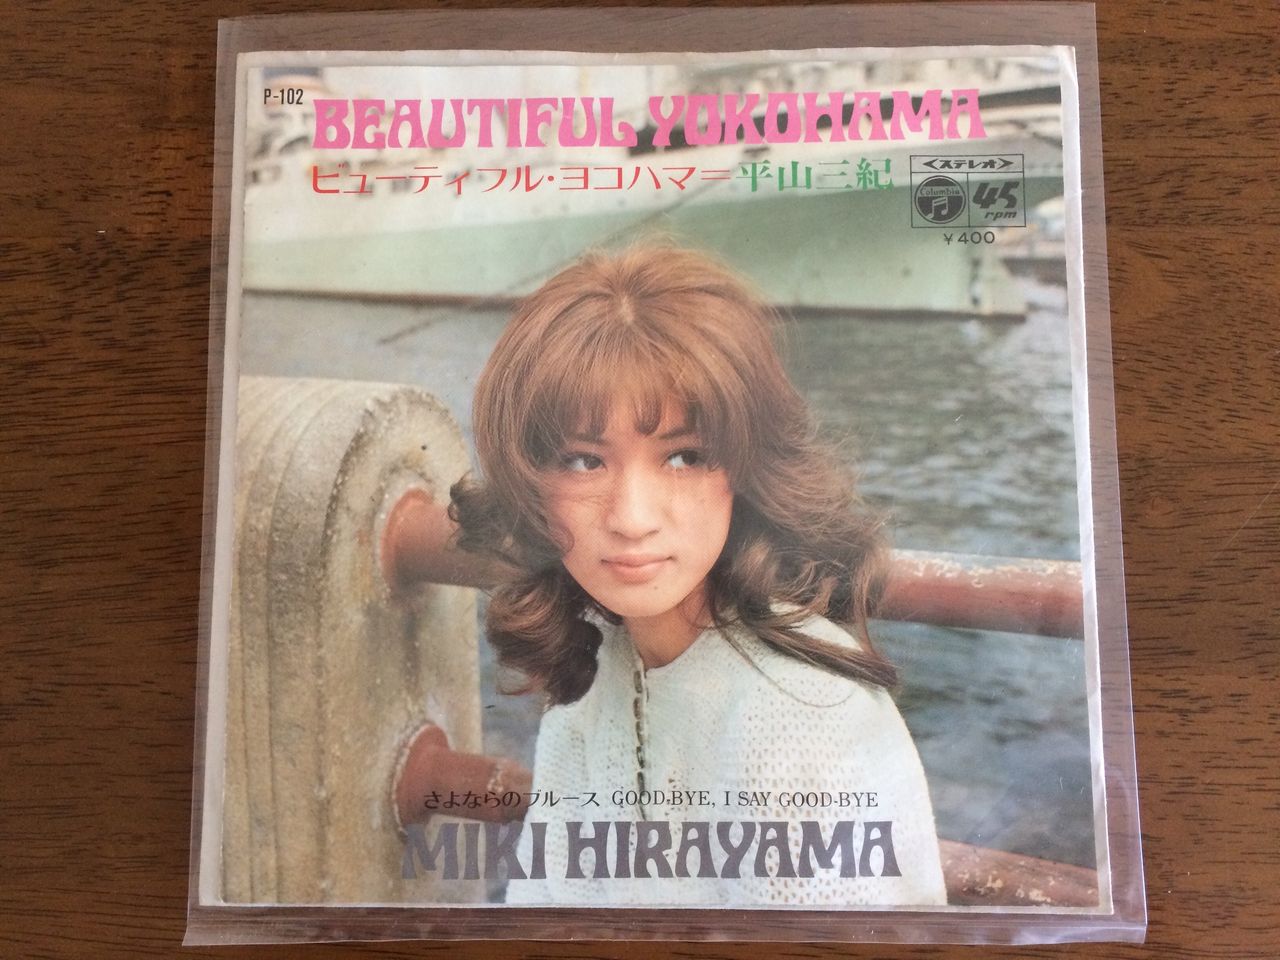 P-102
BEAUTIFUL YOKOHAMA
ビューティフル・ヨコハマ=平山三紀
<ステレオ>
Columbia
45
rpm
¥400
さよならのブルース GOOD-BYE, I SAY GOOD-BYE
MIKI HIRAYAMA